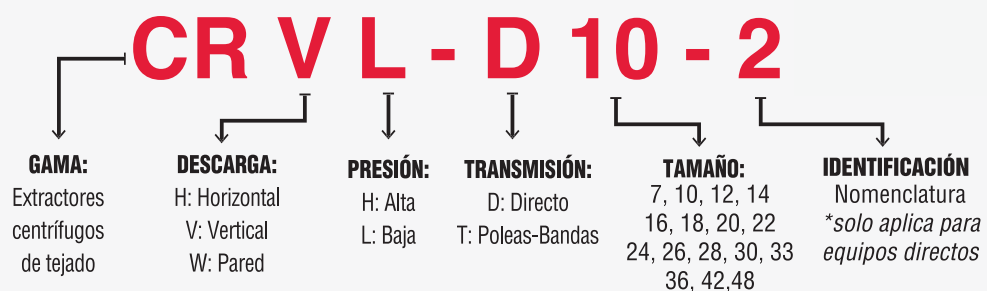 CR V L - D 10 - 2
GAMA:
Extractores
centrífugos
de tejado
DESCARGA:
H: Horizontal
V: Vertical
W: Pared
PRESIÓN:
H: Alta
L: Baja
TRANSMISIÓN:
D: Directo
T: Poleas-Bandas
TAMAÑO:
7, 10, 12, 14
16, 18, 20, 22
24, 26, 28, 30, 33
36, 42,48
IDENTIFICACIÓN
Nomenclatura
*solo aplica para
equipos directos